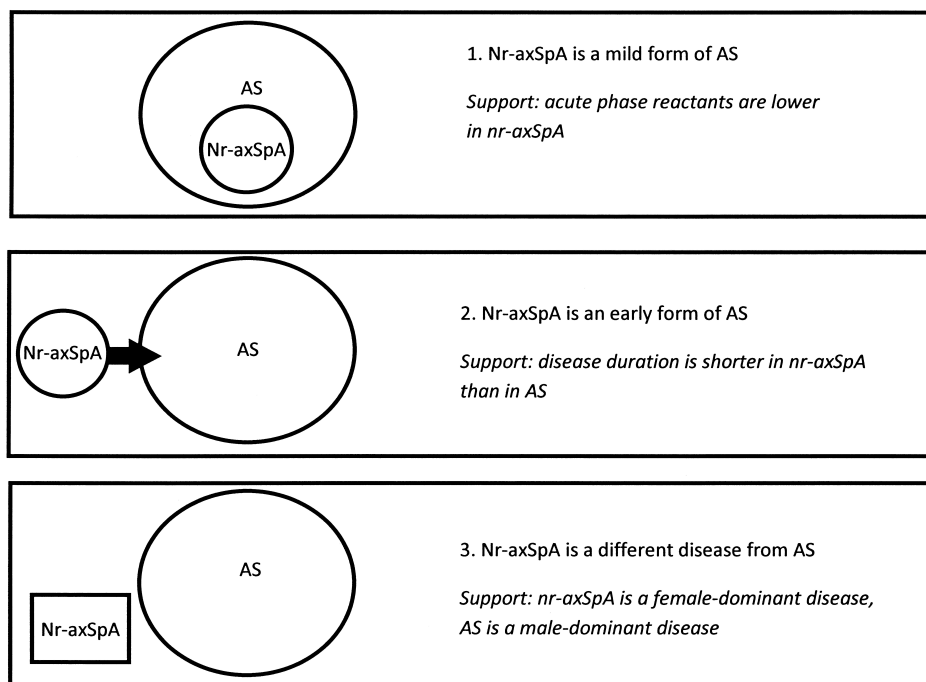 AS
Nr-axSpA
1. Nr-axSpA is a mild form of AS
Support: acute phase reactants are lower
in nr-axSpA
Nr-axSpA
AS
2. Nr-axSpA is an early form of AS
Support: disease duration is shorter in nr-axSpA
than in AS
AS
Nr-axSpA
3. Nr-axSpA is a different disease from AS
Support: nr-axSpA is a female-dominant disease,
AS is a male-dominant disease